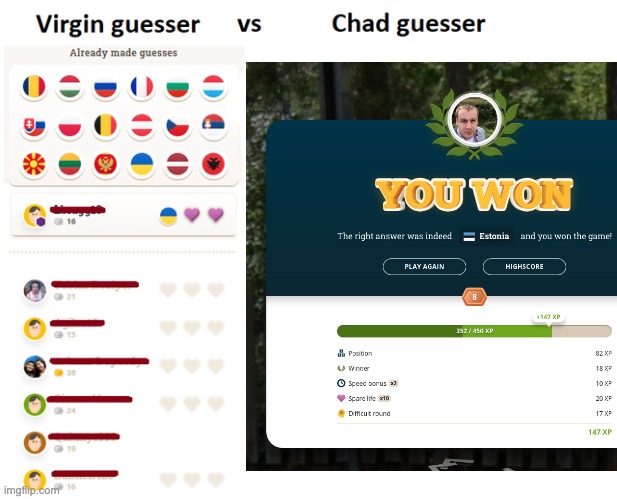 Virgin guesser vs Chad guesser
Already made guesses
16
21
15
38
24
19
16
YOU WON
The right answer was indeed Estonia and you won the game!
PLAY AGAIN HIGHSCORE
8
+147 XP
352 / 450 XP
Position 82 XP
Winner 18 XP
Speed bonus x2 10 XP
Spare life x10 20 XP
Difficult round 17 XP
147 XP
imgflip.com